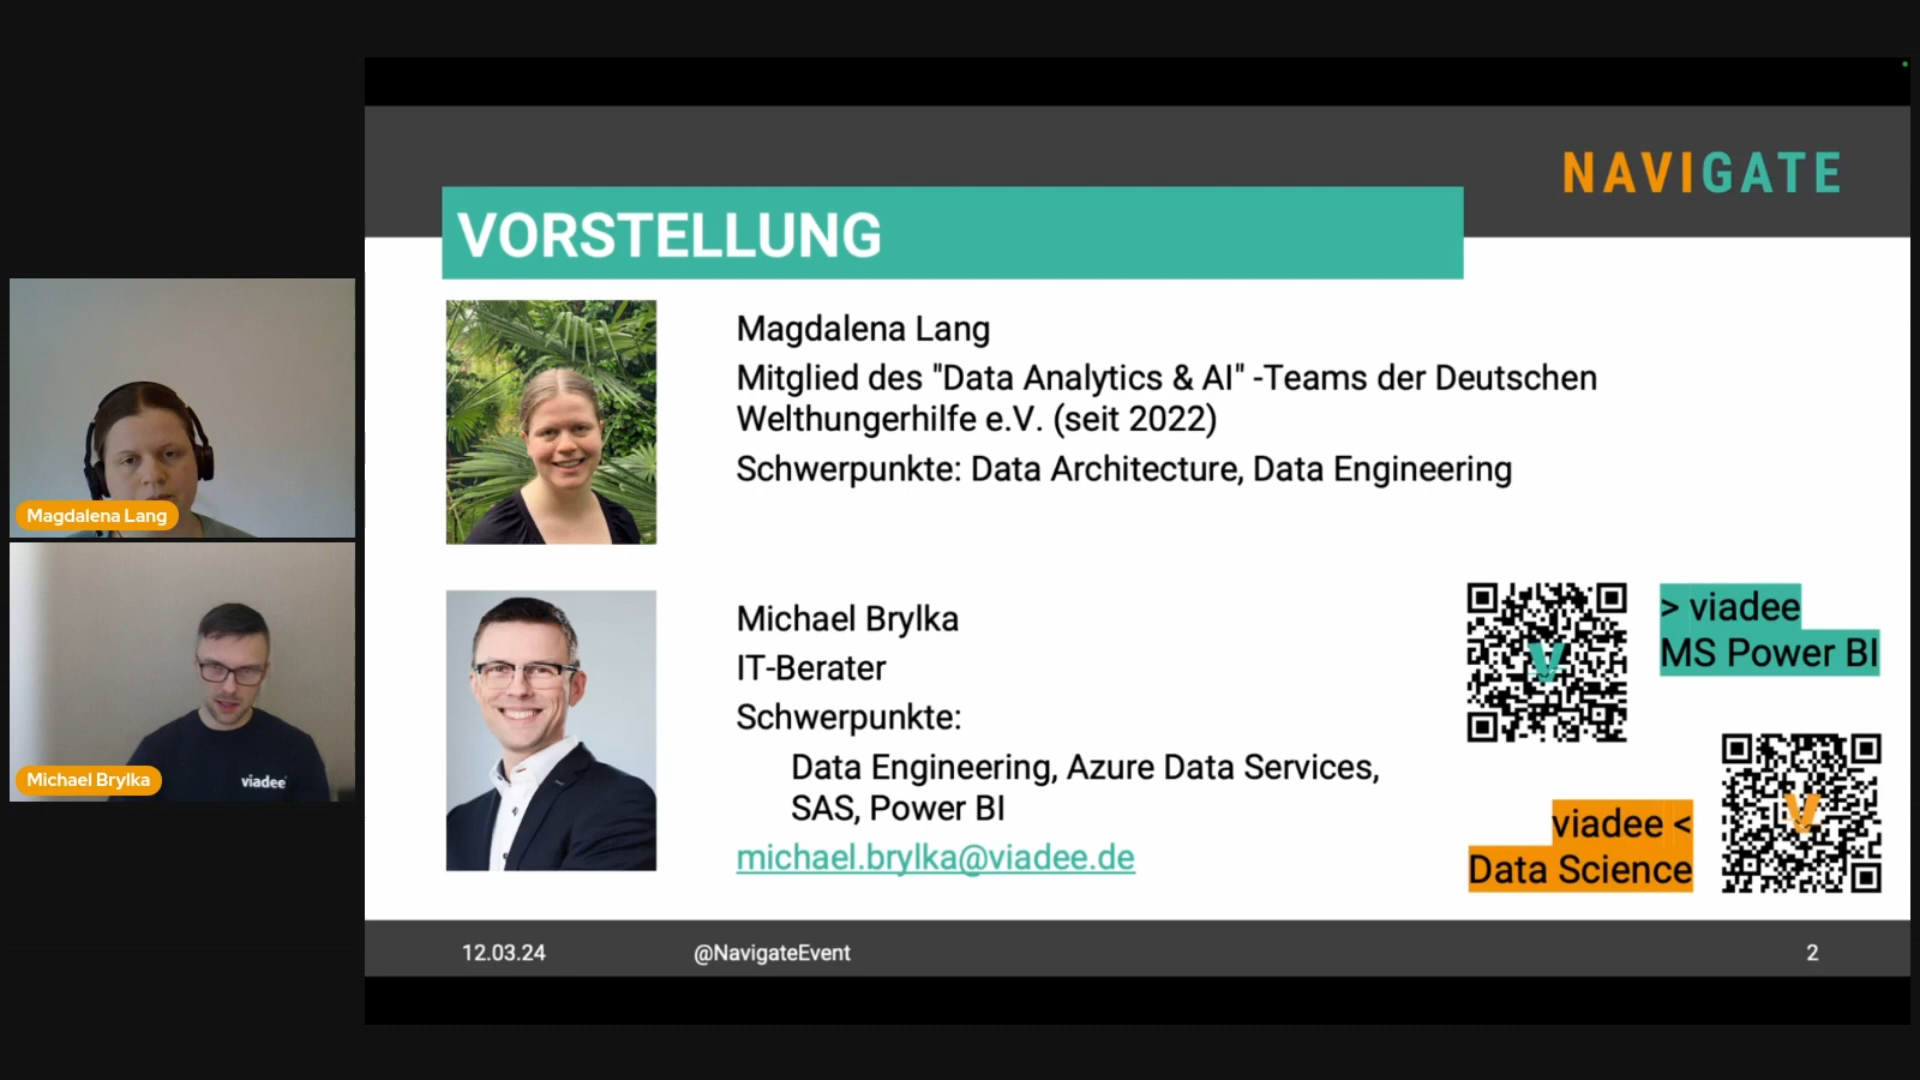 NAVIGATE
VORSTELLUNG
Magdalena Lang
Mitglied des "Data Analytics & AI" -Teams der Deutschen
Welthungerhilfe e.V. (seit 2022)
Schwerpunkte: Data Architecture, Data Engineering
Magdalena Lang
Michael Brylka
IT-Berater
Schwerpunkte:
Data Engineering, Azure Data Services,
SAS, Power BI
michael.brylka@viadee.de
> viadee
MS Power BI
viadee <
Data Science
viadee
Michael Brylka
12.03.24
@NavigateEvent
2